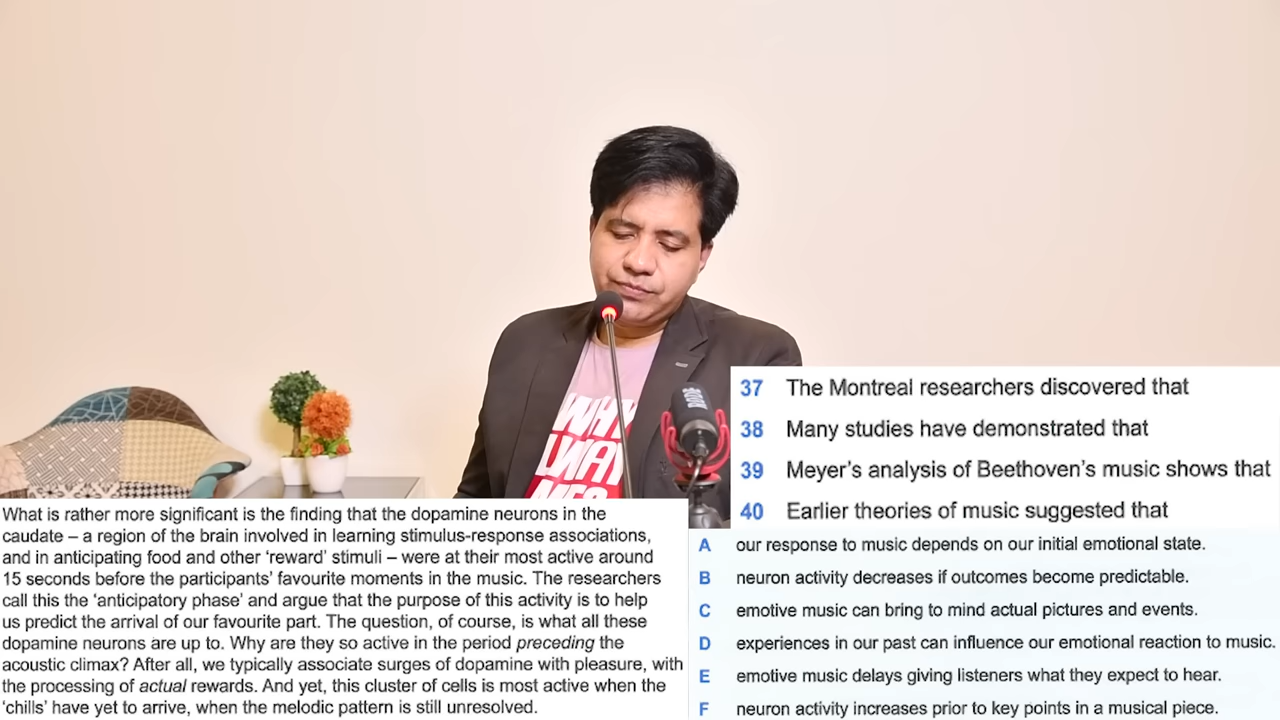 WHY
ALWAY
RODE
What is rather more significant is the finding that the dopamine neurons in the
caudate – a region of the brain involved in learning stimulus-response associations,
and in anticipating food and other ‘reward’ stimuli – were at their most active around
15 seconds before the participants’ favourite moments in the music. The researchers
call this the ‘anticipatory phase’ and argue that the purpose of this activity is to help
us predict the arrival of our favourite part. The question, of course, is what all these
dopamine neurons are up to. Why are they so active in the period preceding the
acoustic climax? After all, we typically associate surges of dopamine with pleasure, with
the processing of actual rewards. And yet, this cluster of cells is most active when the
‘chills’ have yet to arrive, when the melodic pattern is still unresolved.
37 The Montreal researchers discovered that
38 Many studies have demonstrated that
39 Meyer’s analysis of Beethoven’s music shows that
40 Earlier theories of music suggested that
A our response to music depends on our initial emotional state.
B neuron activity decreases if outcomes become predictable.
C emotive music can bring to mind actual pictures and events.
D experiences in our past can influence our emotional reaction to music.
E emotive music delays giving listeners what they expect to hear.
F neuron activity increases prior to key points in a musical piece.